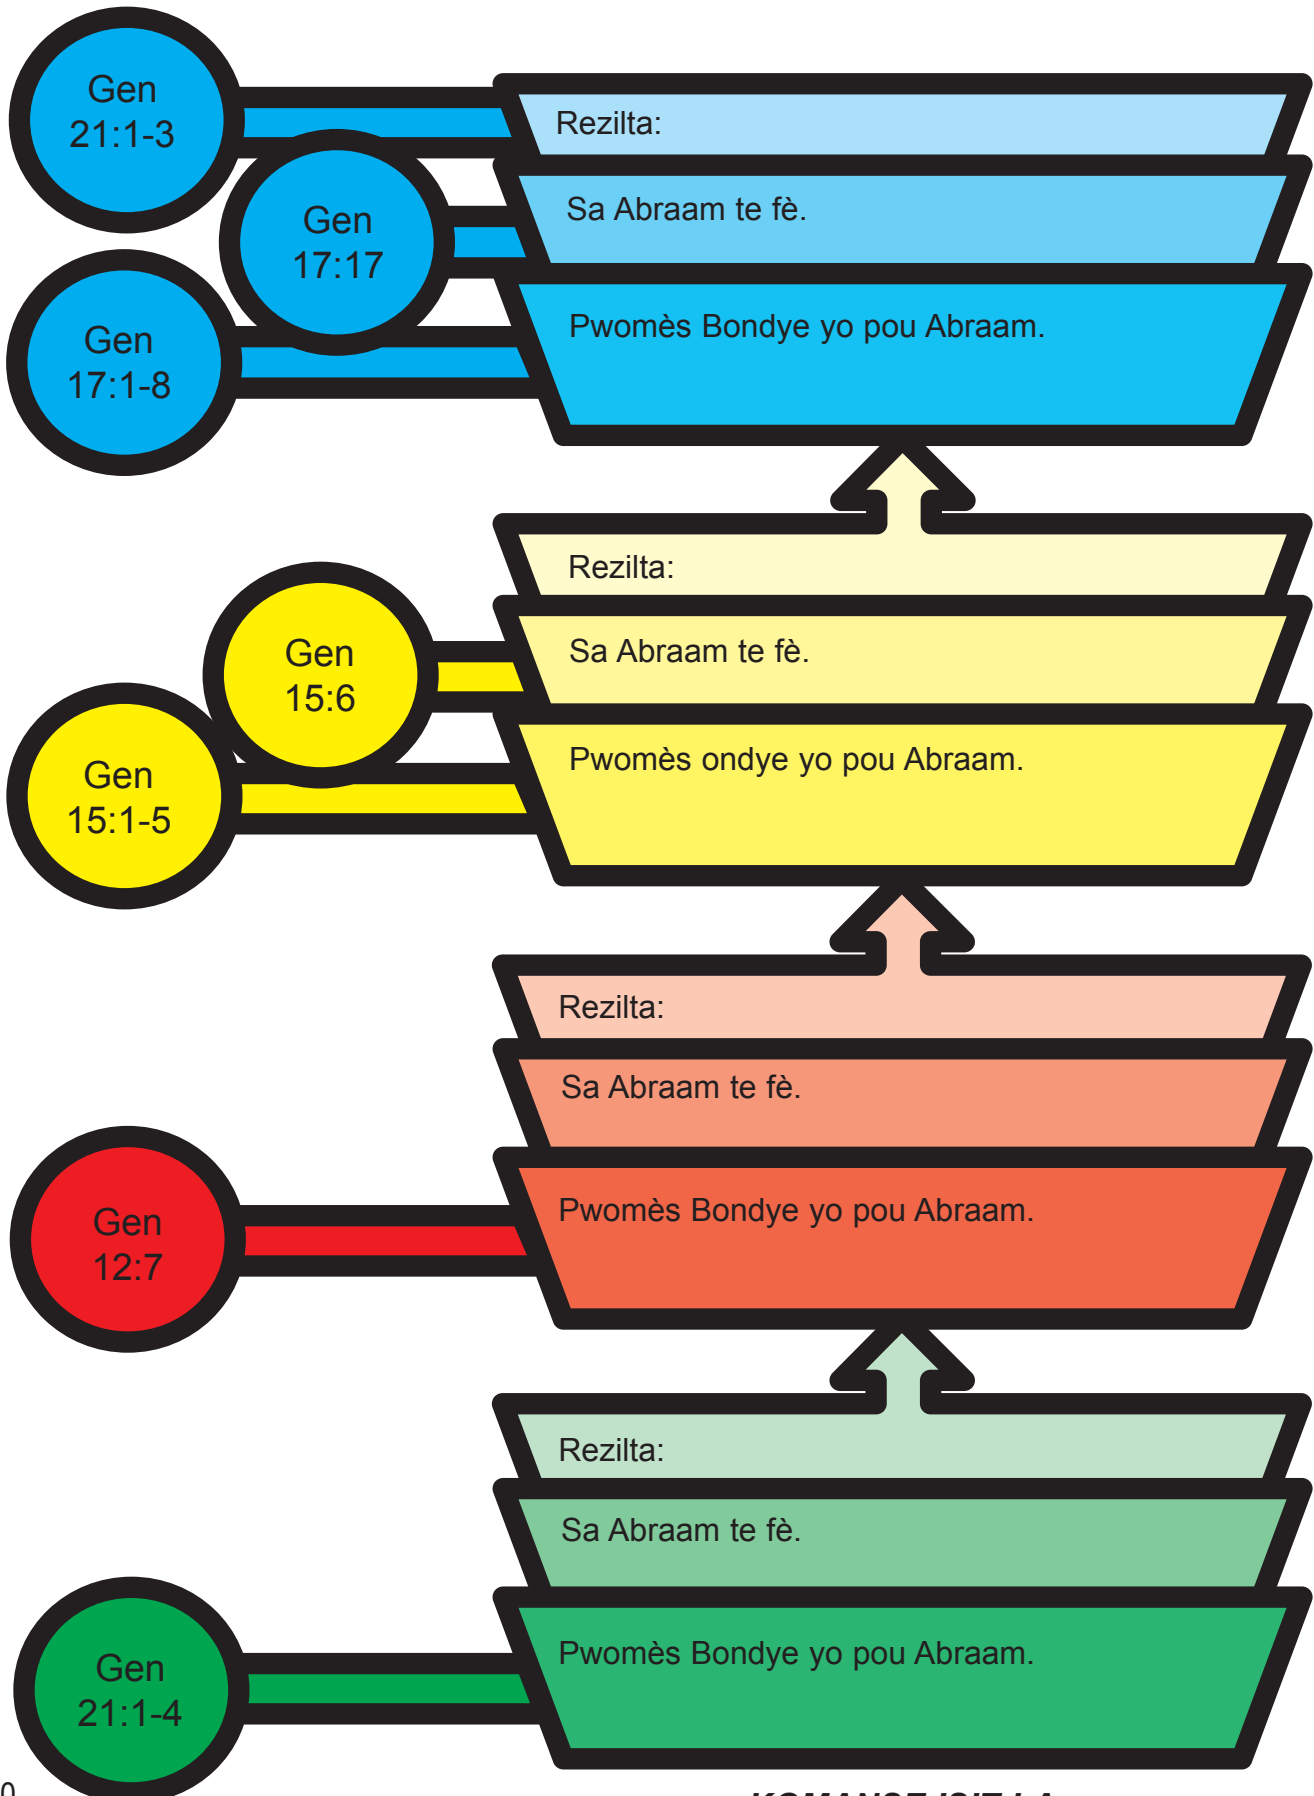 Gen
21:1-3
Rezilta:
Gen
17:17
Sa Abraam te fè.
Gen
17:1-8
Pwomès Bondye yo pou Abraam.
Rezilta:
Gen
15:6
Sa Abraam te fè.
Gen
15:1-5
Pwomès ondye yo pou Abraam.
Rezilta:
Sa Abraam te fè.
Gen
12:7
Pwomès Bondye yo pou Abraam.
Rezilta:
Sa Abraam te fè.
Gen
21:1-4
Pwomès Bondye yo pou Abraam.